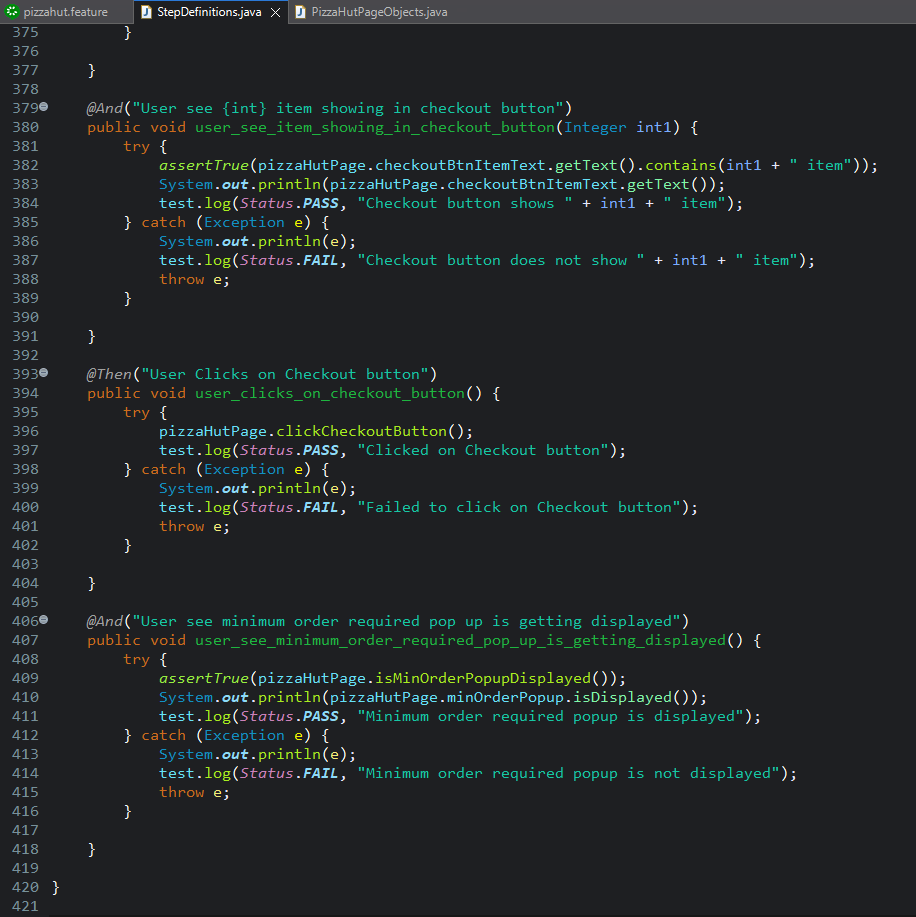 pizzahut.feature StepDefinitions.java PizzaHutPageObjects.java
375 }
376
377 }
378
379 @And("User see {int} item showing in checkout button")
380 public void user_see_item_showing_in_checkout_button(Integer int1) {
381 try {
382 assertTrue(pizzaHutPage.checkoutBtnItemText.getText().contains(int1 + " item"));
383 System.out.println(pizzaHutPage.checkoutBtnItemText.getText());
384 test.log(Status.PASS, "Checkout button shows " + int1 + " item");
385 } catch (Exception e) {
386 System.out.println(e);
387 test.log(Status.FAIL, "Checkout button does not show " + int1 + " item");
388 throw e;
389 }
390
391 }
392
393 @Then("User Clicks on Checkout button")
394 public void user_clicks_on_checkout_button() {
395 try {
396 pizzaHutPage.clickCheckoutButton();
397 test.log(Status.PASS, "Clicked on Checkout button");
398 } catch (Exception e) {
399 System.out.println(e);
400 test.log(Status.FAIL, "Failed to click on Checkout button");
401 throw e;
402 }
403
404 }
405
406 @And("User see minimum order required pop up is getting displayed")
407 public void user_see_minimum_order_required_pop_up_is_getting_displayed() {
408 try {
409 assertTrue(pizzaHutPage.isMinOrderPopupDisplayed());
410 System.out.println(pizzaHutPage.minOrderPopup.isDisplayed());
411 test.log(Status.PASS, "Minimum order required popup is displayed");
412 } catch (Exception e) {
413 System.out.println(e);
414 test.log(Status.FAIL, "Minimum order required popup is not displayed");
415 throw e;
416 }
417
418 }
419
420 }
421